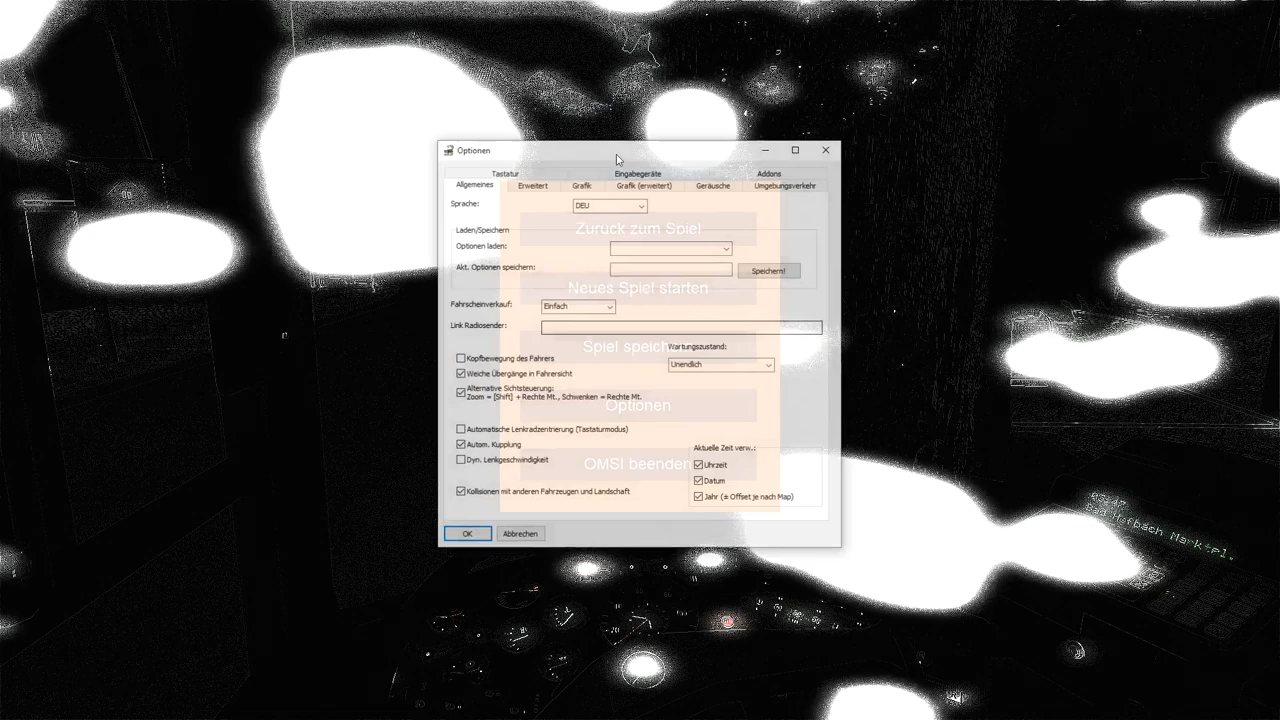 Optionen
Tastatur Eingabegeräte Addons
Allgemeines Erweitert Grafik Grafik (erweitert) Geräusche Umgebungsverkehr
Sprache: DEU
Zurück zum Spiel
Laden/Speichern
Optionen laden:
Akt. Optionen speichern: Speichern!
Neues Spiel starten
Fahrscheinverkauf: Einfach
Link Radiosender:
Spiel speichern
Wartungszustand:
Kopfbewegung des Fahrers
Unendlich
Weiche Übergänge in Fahrersicht
Alternative Sichtsteuerung:
Zoom = [Shift] + Rechte Mt., Schwenken = Rechte Mt.
Optionen
Automatische Lenkradzentrierung (Tastaturmodus)
Autom. Kupplung
Aktuelle Zeit verw.:
Dyn. Lenkgeschwindigkeit
OMSI beenden
Uhrzeit
Datum
Kollisionen mit anderen Fahrzeugen und Landschaft
Jahr (± Offset je nach Map)
OK Abbrechen